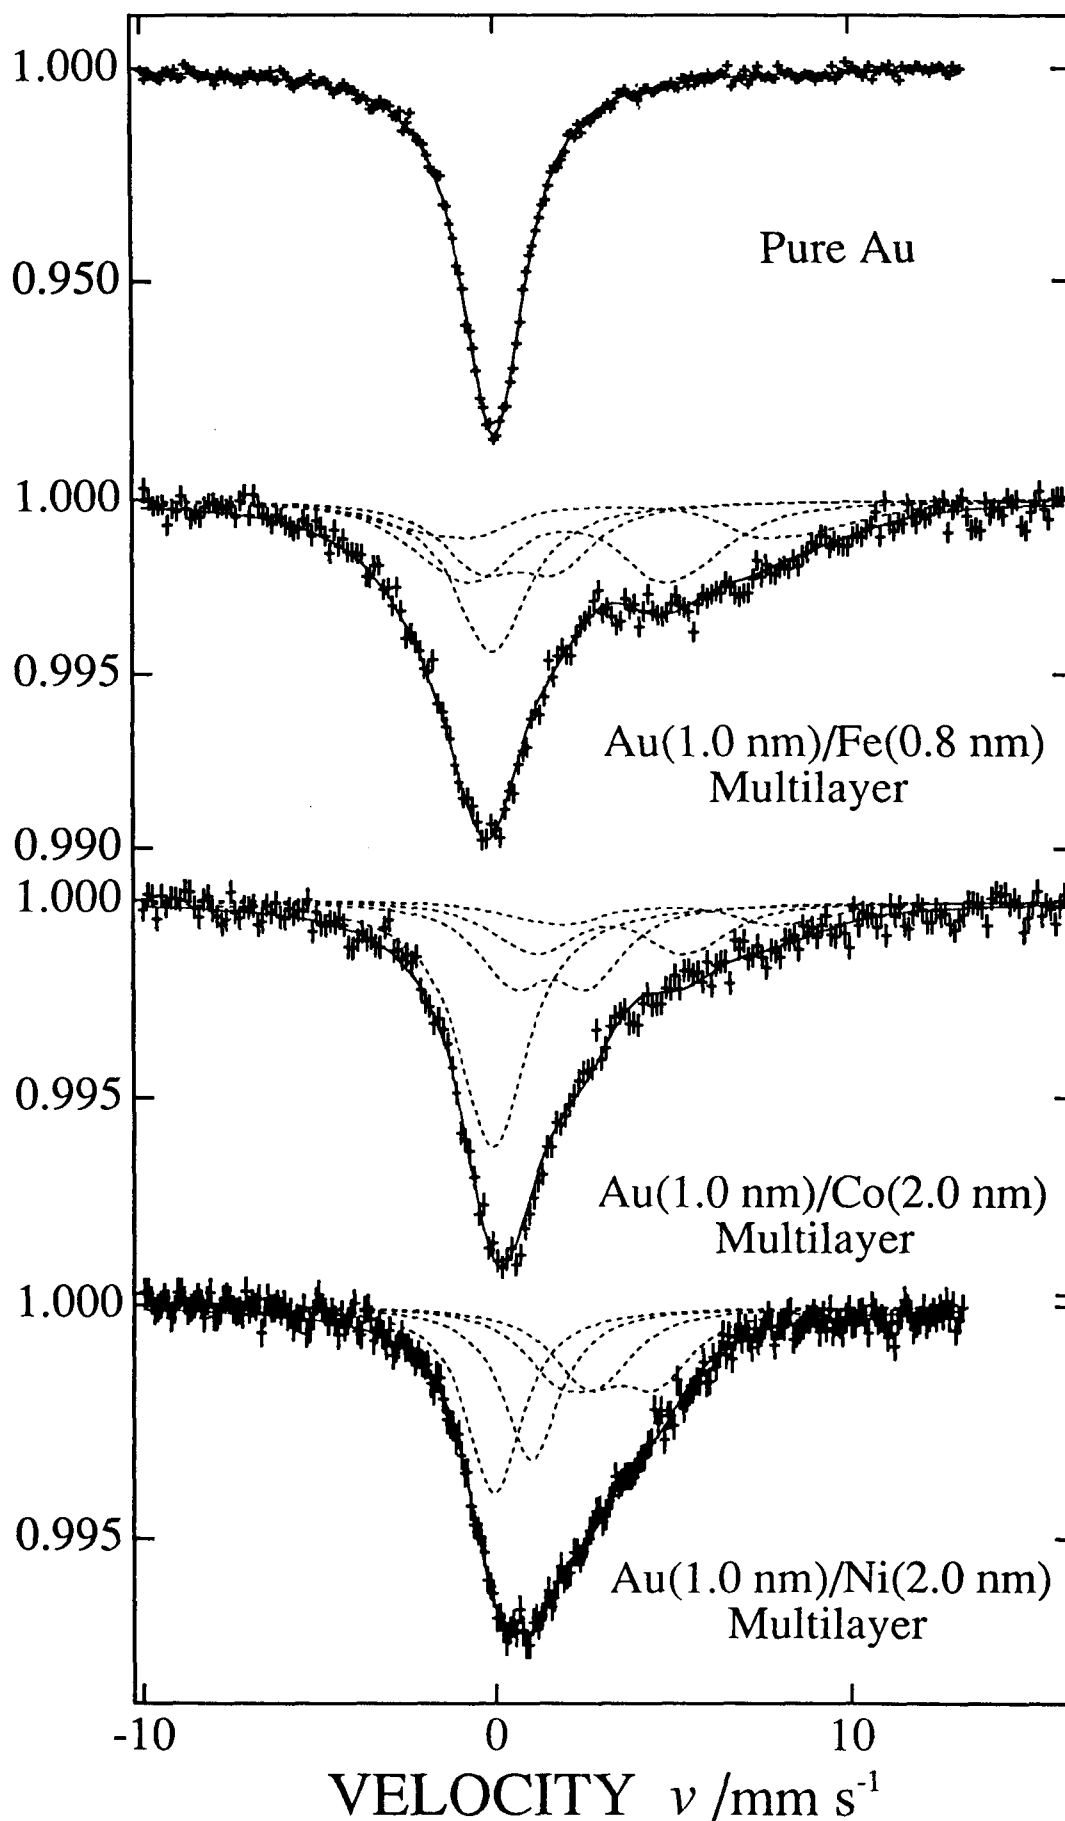 1.000
0.950
Pure Au
1.000
0.995
0.990
Au(1.0 nm)/Fe(0.8 nm)
Multilayer
1.000
0.995
Au(1.0 nm)/Co(2.0 nm)
Multilayer
1.000
0.995
Au(1.0 nm)/Ni(2.0 nm)
Multilayer
-10 0 10
VELOCITY v /mm s⁻¹